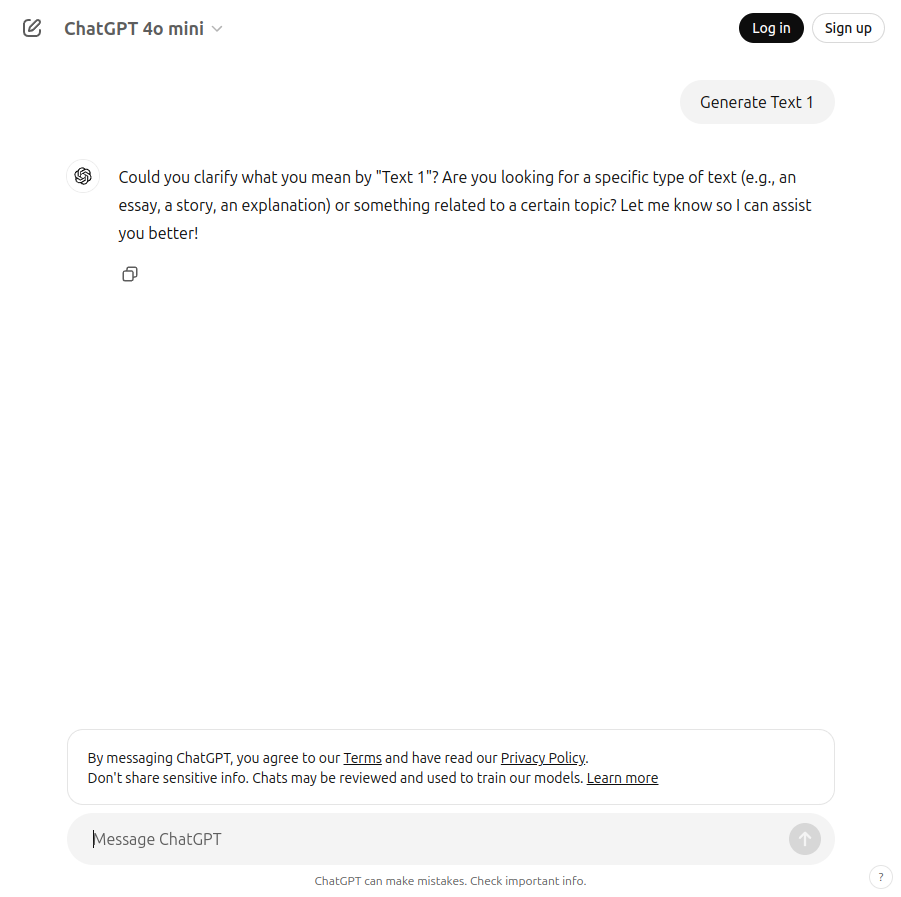 ChatGPT 4o mini
Log in
Sign up
Generate Text 1
Could you clarify what you mean by "Text 1"? Are you looking for a specific type of text (e.g., an
essay, a story, an explanation) or something related to a certain topic? Let me know so I can assist
you better!
By messaging ChatGPT, you agree to our Terms and have read our Privacy Policy.
Don't share sensitive info. Chats may be reviewed and used to train our models. Learn more
Message ChatGPT
ChatGPT can make mistakes. Check important info.
?